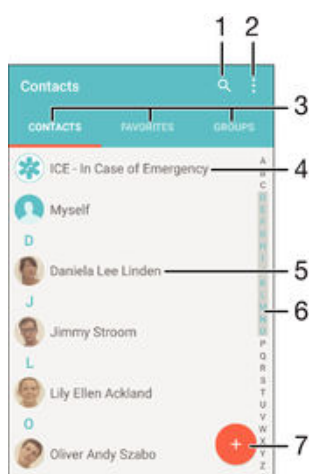 1 2
Contacts
3
CONTACTS FAVORITES GROUPS
ICE - In Case of Emergency 4
Myself
D
Daniela Lee Linden 5
J
Jimmy Stroom
6
L
Lily Ellen Ackland
O
Oliver Andy Szabo
7
A
B
C
D
E
F
G
H
I
J
K
L
M
N
O
P
Q
R
S
T
U
V
W
X
Y
Z